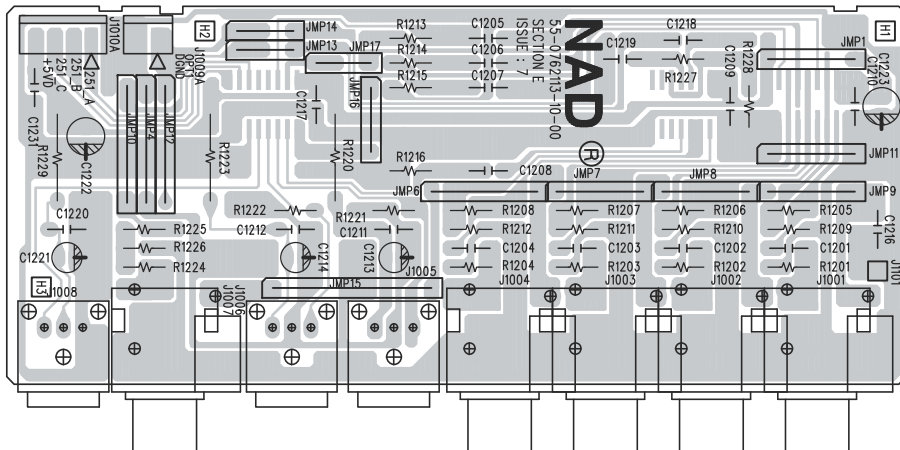 J1010A
+5VD
251_C
251_B
251_A
H2
J1009A
OPT1
DGND
JMP14
JMP13
JMP17
JMP16
R1213
R1214
R1215
C1205
C1206
C1207
55-0762113-10-00
SECTION E
ISSUE : 7
NAD
®
C1219
C1218
R1227
C1209
R1228
JMP1
H1
C1223
C1210
C1231
R1229
C1222
JMP10
JMP4
JMP12
R1223
C1217
R1220
R1216
C1208
JMP11
JMP6
JMP7
JMP8
JMP9
C1220
C1221
R1225
R1226
R1224
R1222
C1212
C1214
R1221
C1211
C1213
R1208
R1212
C1204
R1204
R1207
R1211
C1203
R1203
R1206
R1210
C1202
R1202
R1205
R1209
C1201
R1201
C1216
J1101
H3
J1008
J1007
J1006
JMP15
J1005
J1004
J1003
J1002
J1001